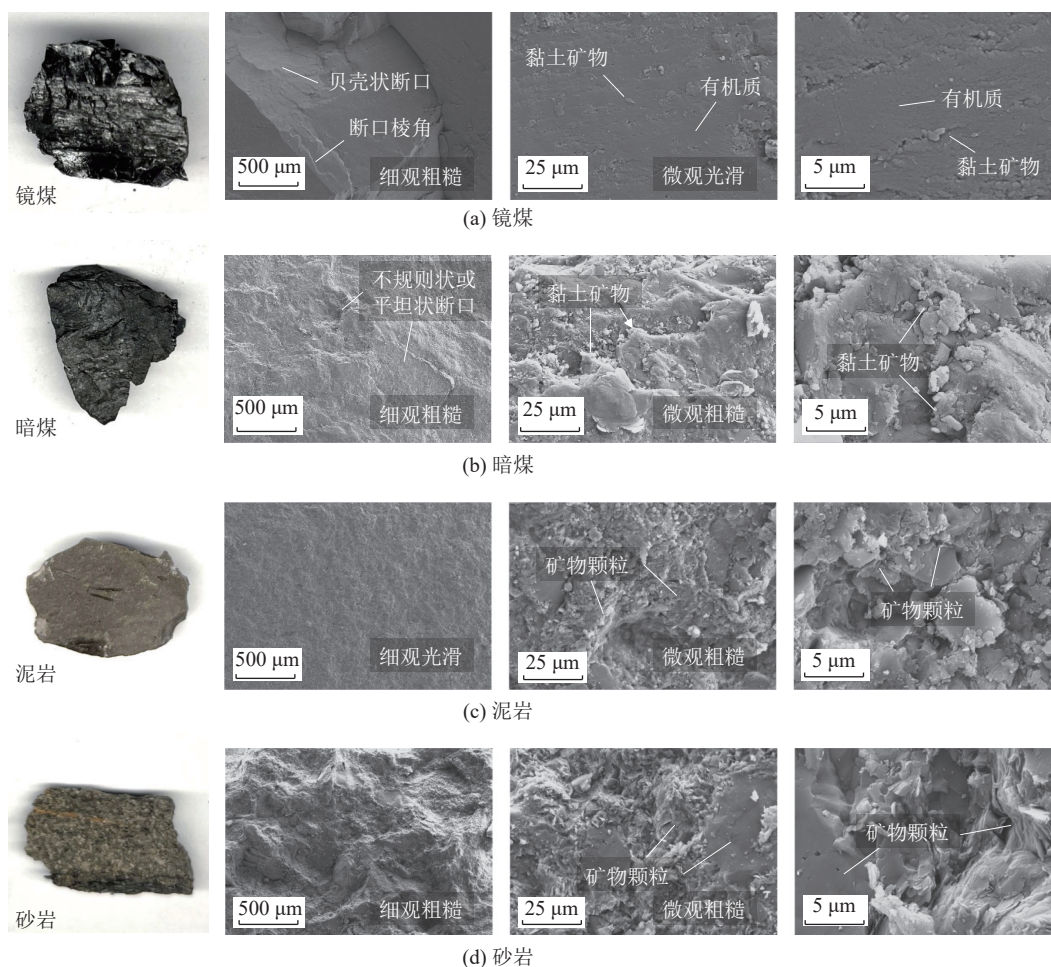 镜煤
贝壳状断口
断口棱角
500 μm
细观粗糙
黏土矿物
有机质
25 μm
微观光滑
有机质
黏土矿物
5 μm
(a) 镜煤
暗煤
不规则状或
平坦状断口
500 μm
细观粗糙
黏土矿物
25 μm
微观粗糙
黏土矿物
5 μm
(b) 暗煤
泥岩
500 μm
细观光滑
矿物颗粒
25 μm
微观粗糙
矿物颗粒
5 μm
(c) 泥岩
砂岩
500 μm
细观粗糙
矿物颗粒
25 μm
微观粗糙
矿物颗粒
5 μm
(d) 砂岩